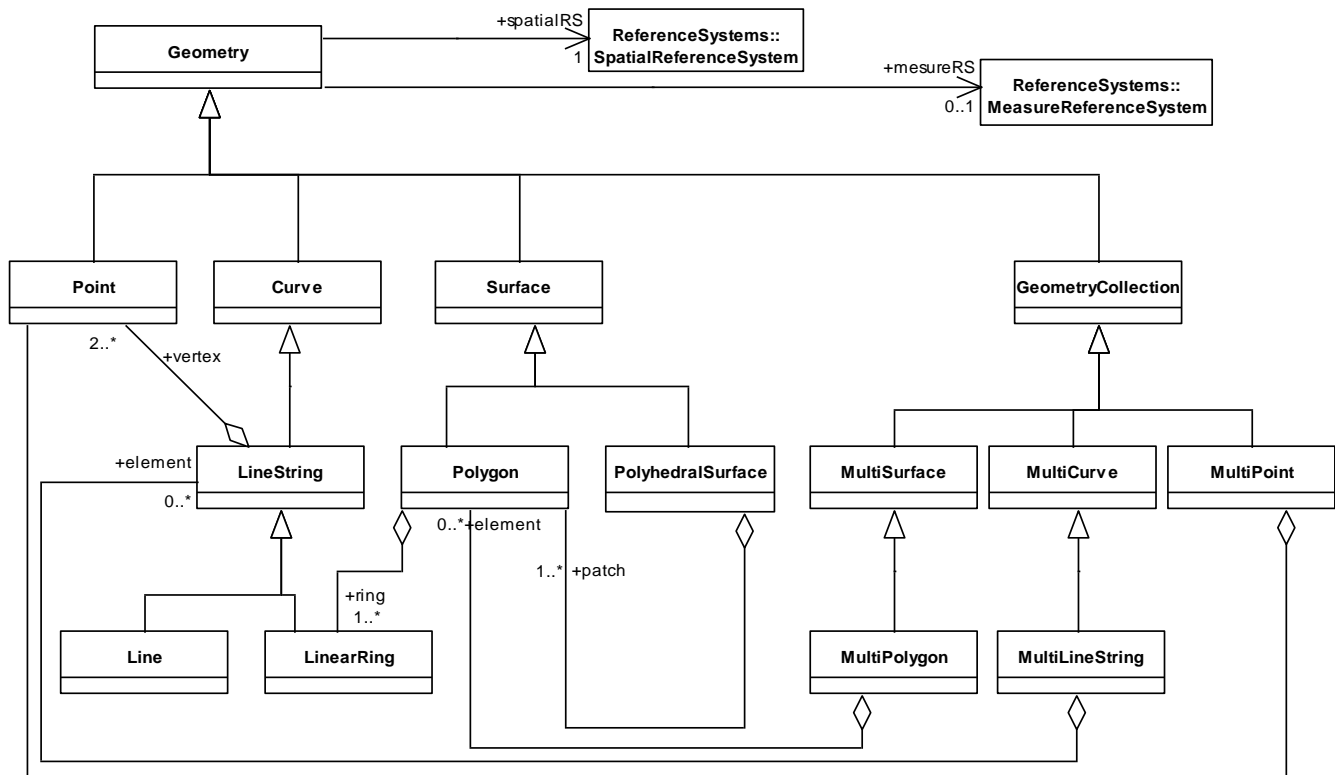 +spatialRS
1
ReferenceSystems::
SpatialReferenceSystem
Geometry
+mesureRS
0..1
ReferenceSystems::
MeasureReferenceSystem
Point
Curve
Surface
GeometryCollection
2..*
+vertex
+element
0..*
LineString
Polygon
PolyhedralSurface
MultiSurface
MultiCurve
MultiPoint
0..*+element
1..* +patch
+ring
1..*
Line
LinearRing
MultiPolygon
MultiLineString